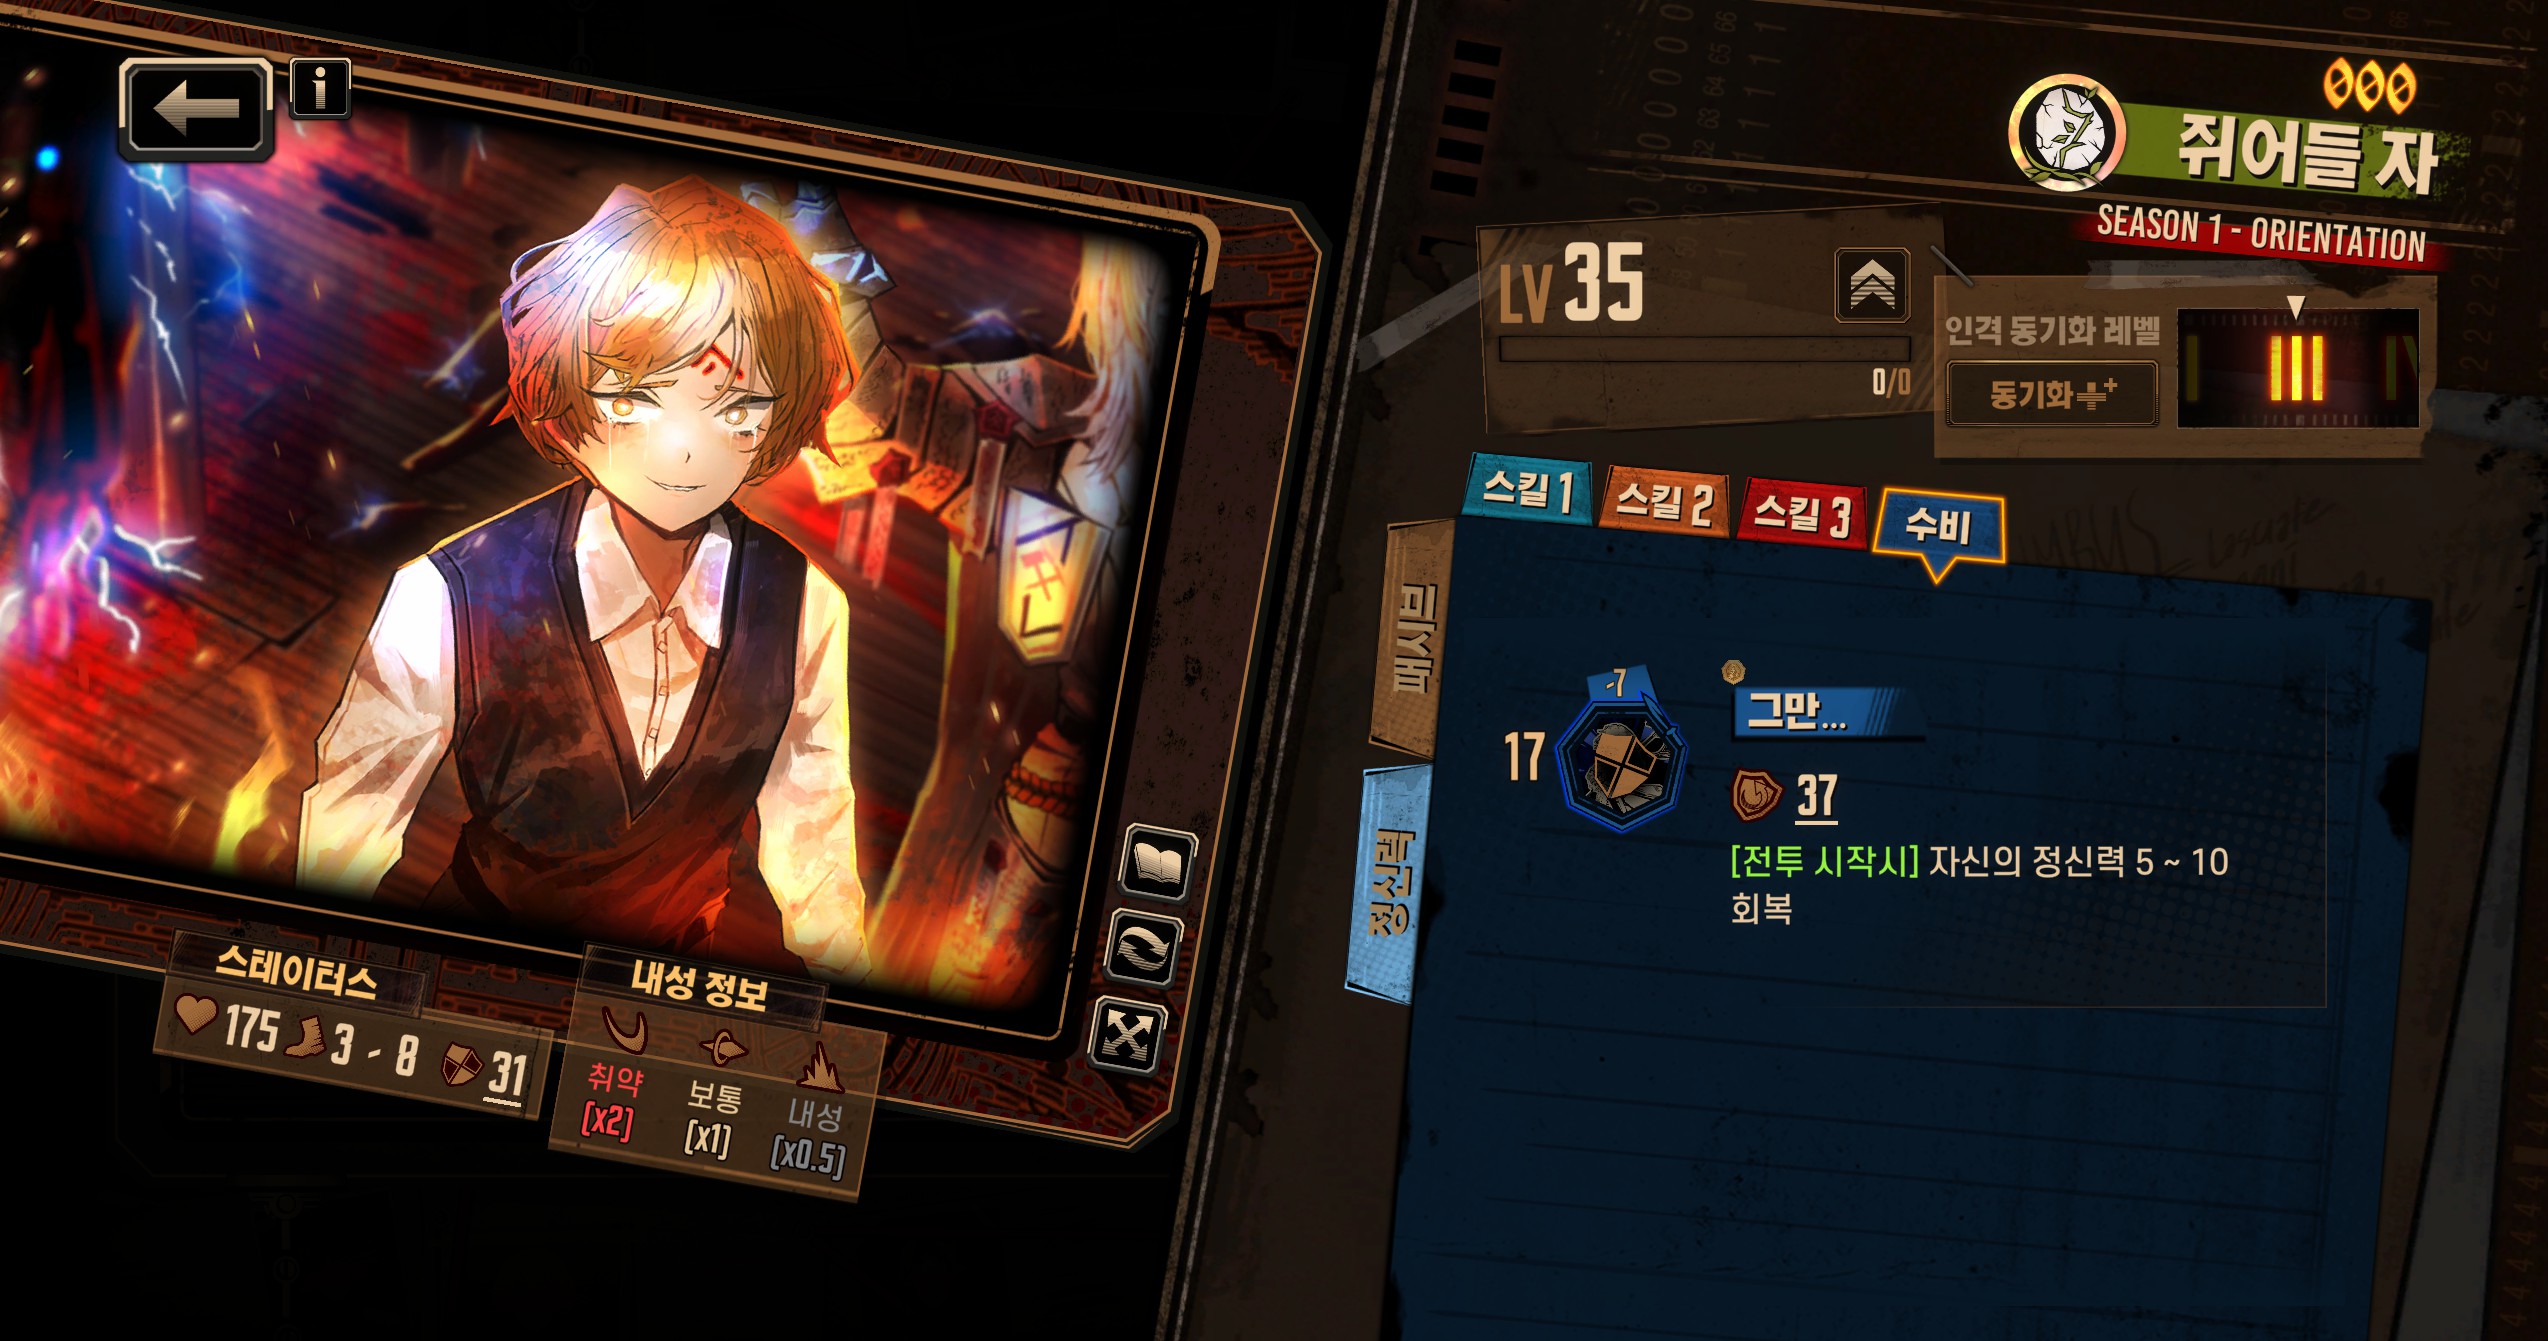 쥐어들 자
SEASON 1 - ORIENTATION
LV 35
0/0
인격 동기화 레벨
동기화
스킬 1
스킬 2
스킬 3
수비
패시브
정신력
-7
17
그만...
37
[전투 시작시] 자신의 정신력 5 ~ 10
회복
스테이터스
175
3 - 8
31
내성 정보
취약
보통
내성
[x2]
[x1]
[x0.5]